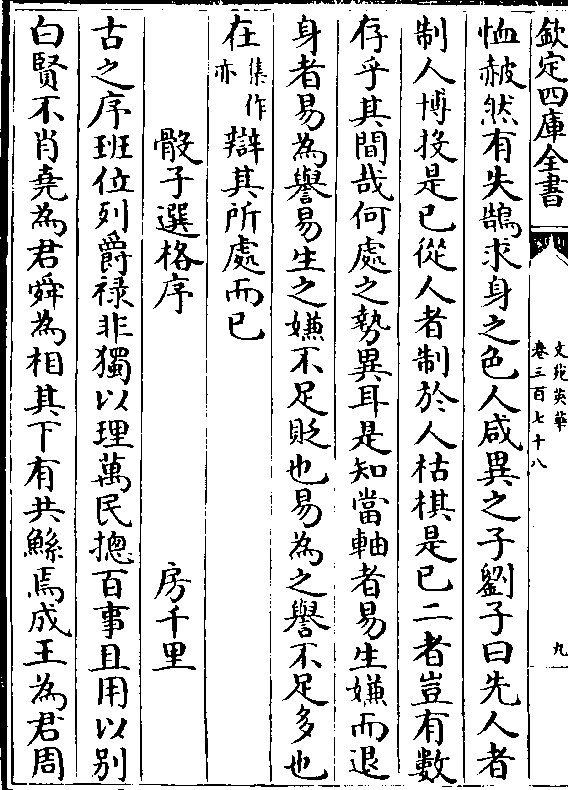 欽定四庫全書
文苑英華
卷三百七十八
九
恤赧然有失鵠求身之色人咸異之子劉子曰先人者
制人博投是已從人者制於人枯棋是已二者豈有數
存乎其間哉何處之勢異耳是知當軸者易生嫌而退
身者易為譽易生之嫌不足貶也易為之譽不足多也
在集作亦辯其所處而已
骰子選格序 房千里
古之序班位列爵祿非獨以理萬民摠百事且用以別
白賢不肖堯為君舜為相其下有共鯀焉成王為君周